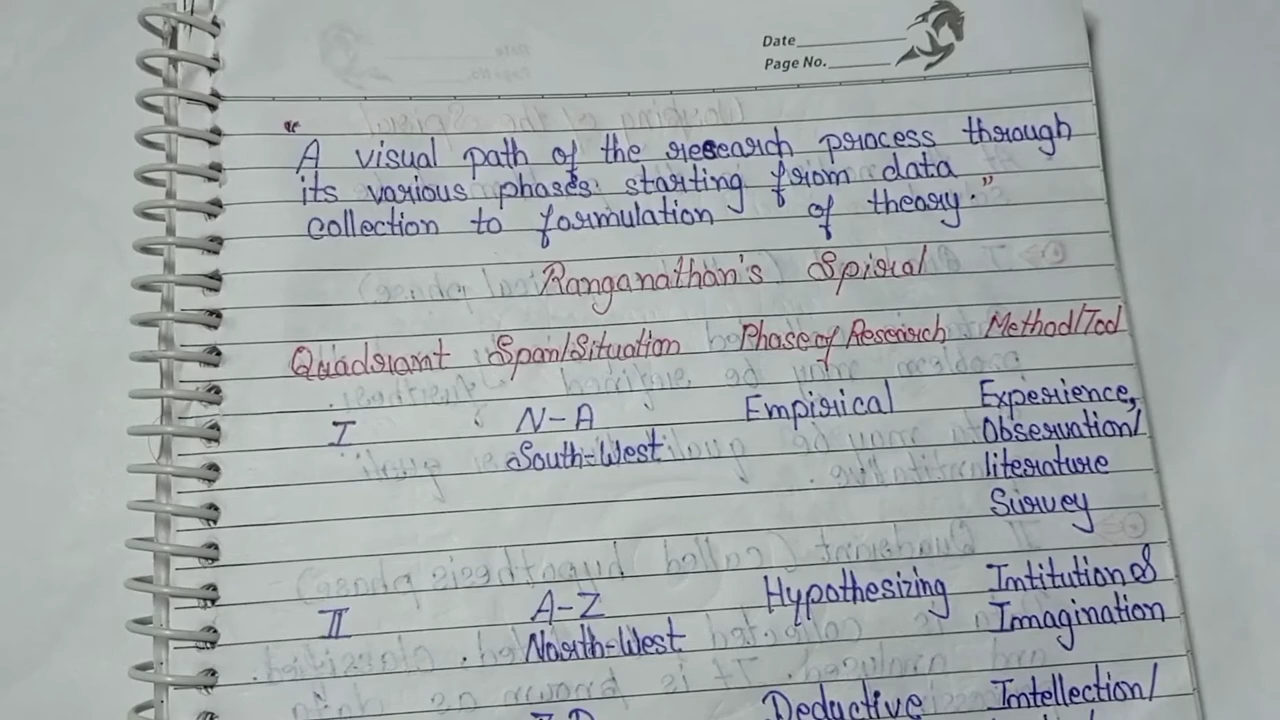 Date
Page No.
"A visual path of the research process through
its various phases starting from data
collection to formulation of theory."
Ranganathan's Spiral
Quadrant Span/Situation Phase of Research Method/Tool
I N-A Empirical Experience,
South-West Observation/
literature
Survey
II A-Z Hypothesizing Intitution &
North-West Imagination
Deductive Intellection/